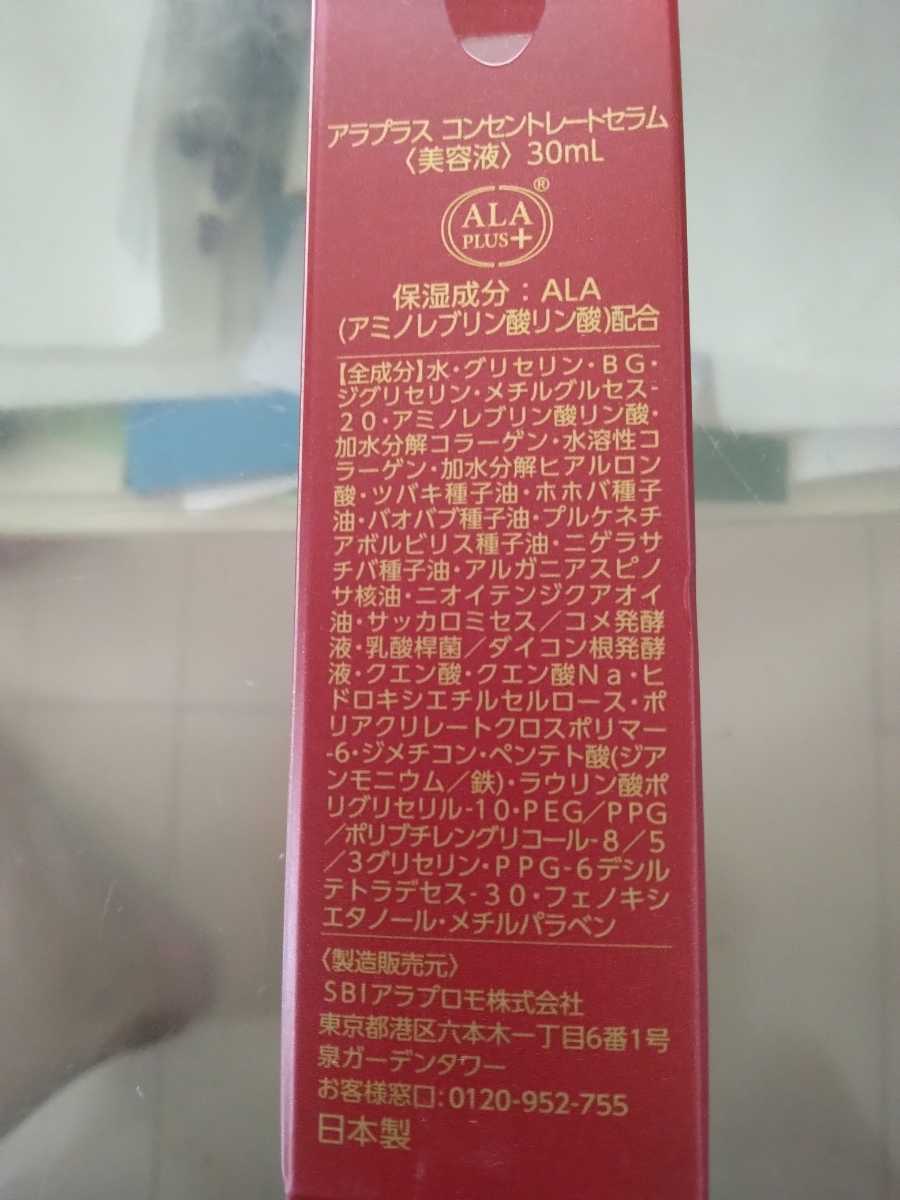 アラプラス コンセントレートセラム
〈美容液〉 30mL
ALA
PLUS+
®
保湿成分：ALA
(アミノレブリン酸リン酸)配合
【全成分】水・グリセリン・BG・
ジグリセリン・メチルグルセス-
20・アミノレブリン酸リン酸・
加水分解コラーゲン・水溶性コ
ラーゲン・加水分解ヒアルロン
酸・ツバキ種子油・ホホバ種子
油・バオバブ種子油・プルケネチ
アボルビリス種子油・ニゲラサ
チバ種子油・アルガニアスピノ
サ核油・ニオイテンジクアオイ
油・サッカロミセス／コメ発酵
液・乳酸桿菌／ダイコン根発酵
液・クエン酸・クエン酸Na・ヒ
ドロキシエチルセルロース・ポ
リアクリレートクロスポリマー
-6・ジメチコン・ペンテト酸(ジア
ンモニウム／鉄)・ラウリン酸ポ
リグリセリル-10・PEG／PPG
／ポリブチレングリコール-8／5
／3グリセリン・PPG-6デシル
テトラデセス-30・フェノキシ
エタノール・メチルパラベン
〈製造販売元〉
SBIアラプロモ株式会社
東京都港区六本木一丁目6番1号
泉ガーデンタワー
お客様窓口:0120-952-755
日本製